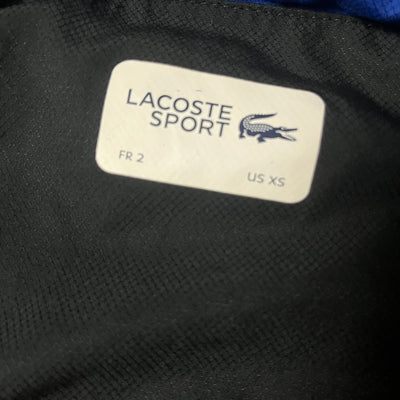 LACOSTE
SPORT
FR 2
US XS